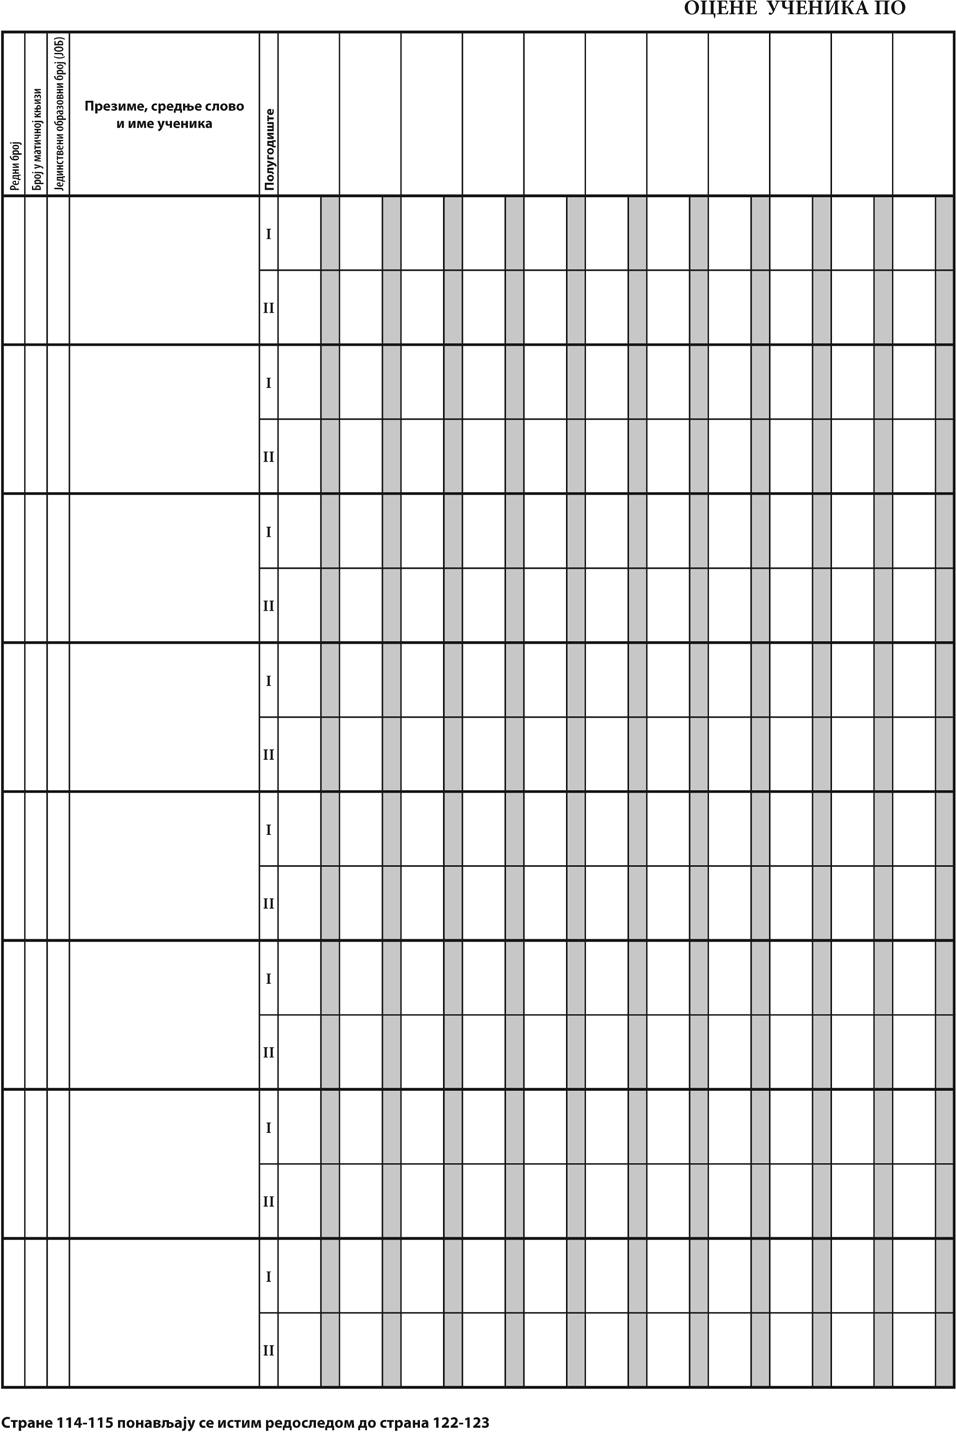 ОЦЕНЕ УЧЕНИКА ПО
Редни број
Број у матичној књизи
Јединствени образовни број (ЈОБ)
Презиме, средње слово
и име ученика
Полугодиште
I
II
I
II
I
II
I
II
I
II
I
II
I
II
I
II
Стране 114-115 понављају се истим редоследом до страна 122-123